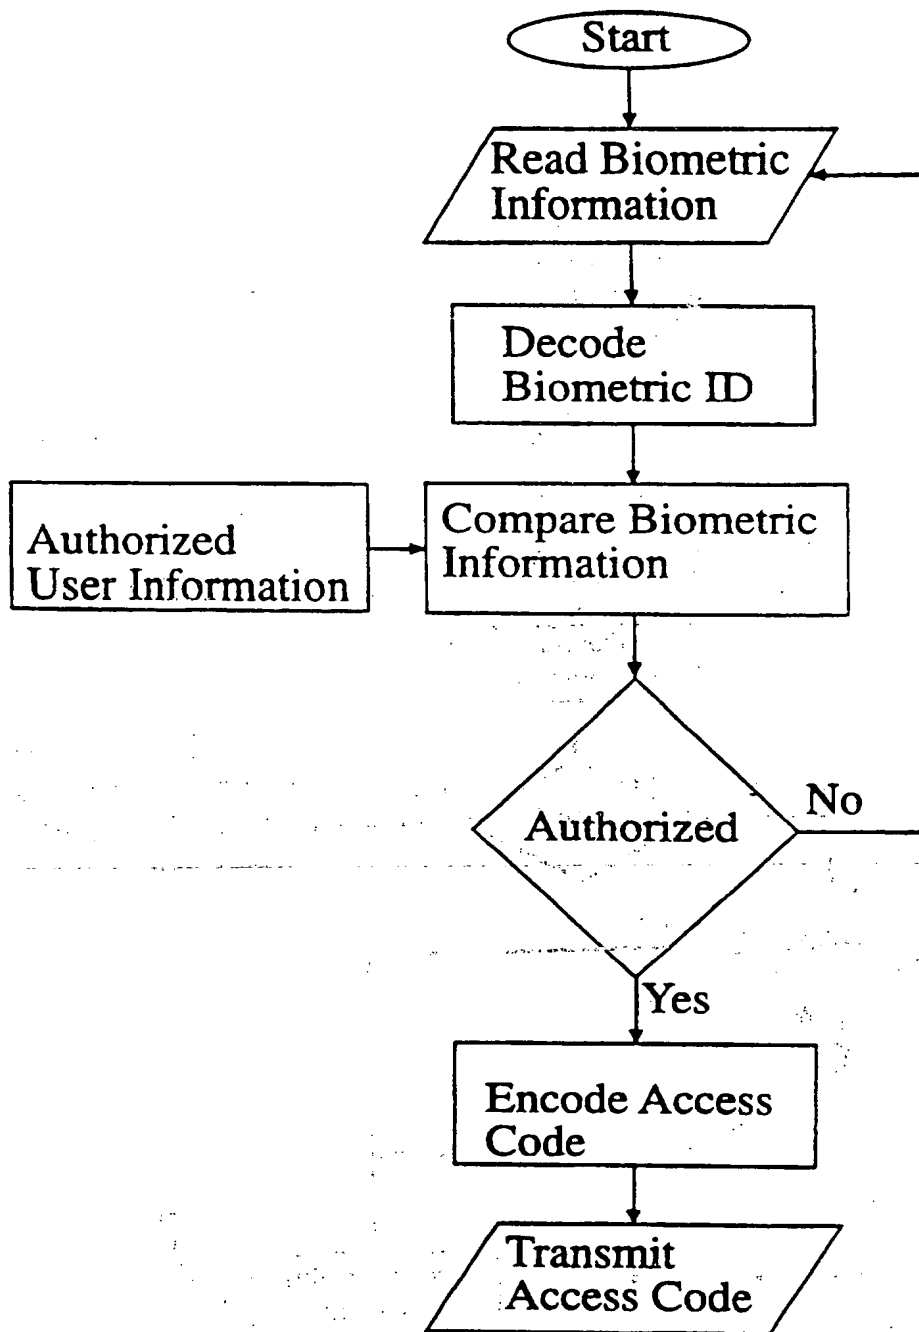 Start
Read Biometric
Information
Decode
Biometric ID
Authorized
User Information
Compare Biometric
Information
Authorized
No
Yes
Encode Access
Code
Transmit
Access Code